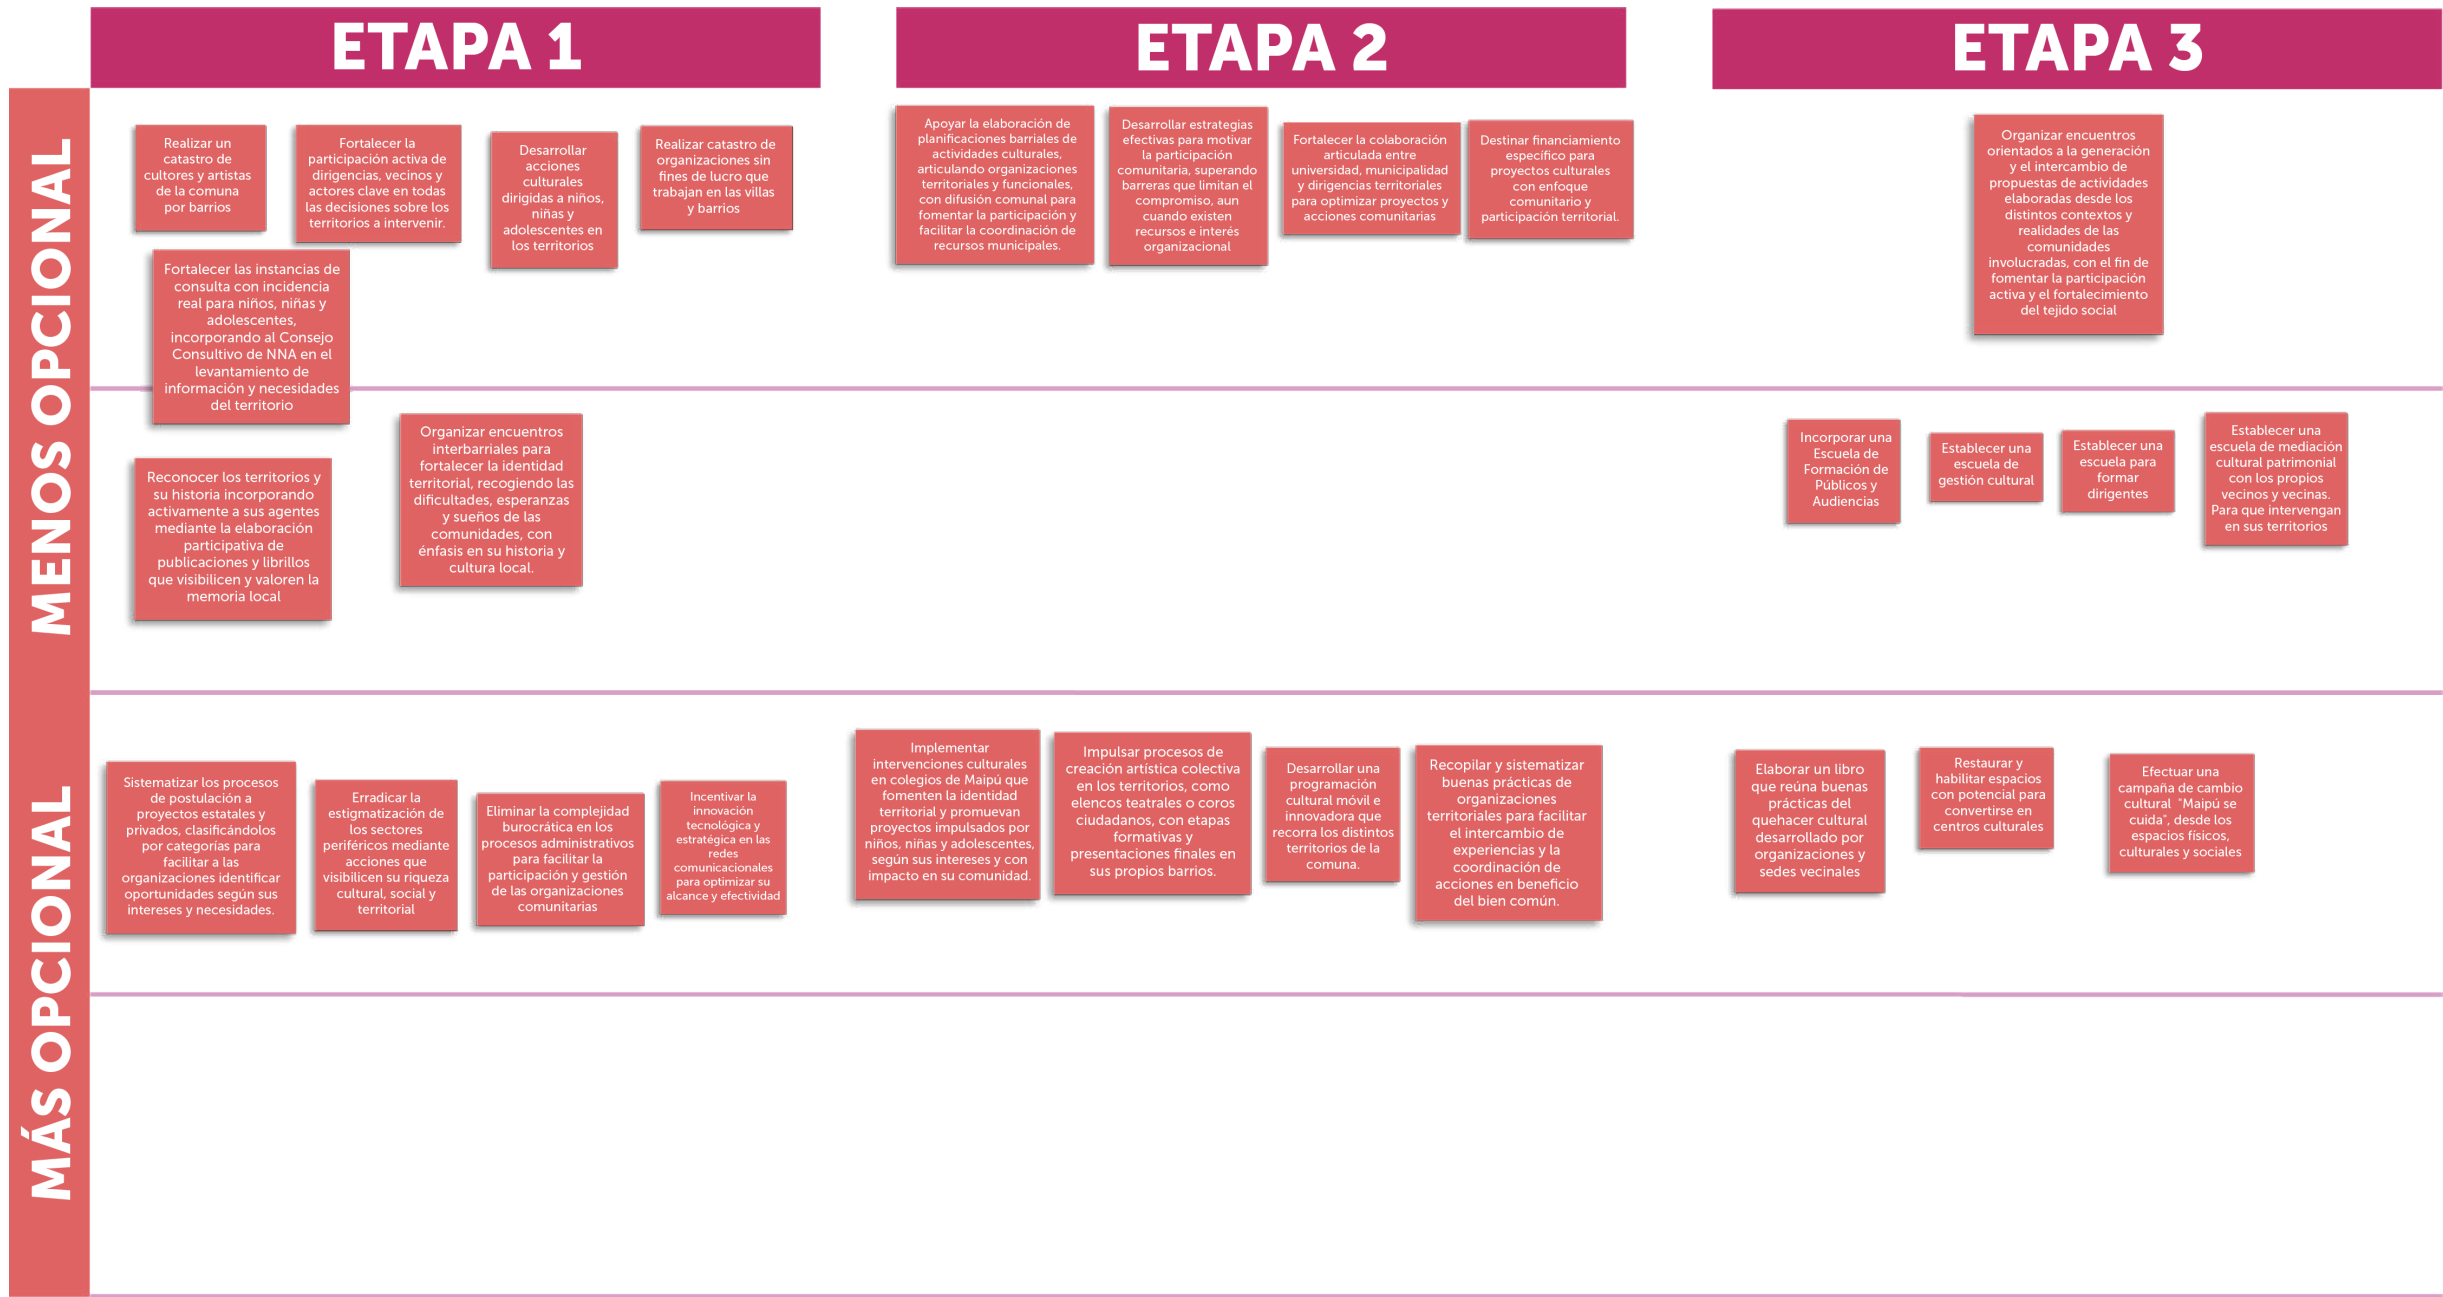 ETAPA 1
ETAPA 2
ETAPA 3
MENOS OPCIONAL
MÁS OPCIONAL
Realizar un
catastro de
cultores y artistas
de la comuna
por barrios
Fortalecer la
participación activa de
dirigencias, vecinos y
actores clave en todas
las decisiones sobre los
territorios a intervenir.
Desarrollar
acciones
culturales
dirigidas a niños,
niñas y
adolescentes en
los territorios
Realizar catastro de
organizaciones sin
fines de lucro que
trabajan en las villas
y barrios
Fortalecer las instancias de
consulta con incidencia
real para niños, niñas y
adolescentes,
incorporando al Consejo
Consultivo de NNA en el
levantamiento de
información y necesidades
del territorio
Apoyar la elaboración de
planificaciones barriales de
actividades culturales,
articulando organizaciones
territoriales y funcionales,
con difusión comunal para
fomentar la participación y
facilitar la coordinación de
recursos municipales.
Desarrollar estrategias
efectivas para motivar
la participación
comunitaria, superando
barreras que limitan el
compromiso, aun
cuando existen
recursos e interés
organizacional
Fortalecer la colaboración
articulada entre
universidad, municipalidad
y dirigencias territoriales
para optimizar proyectos y
acciones comunitarias
Destinar financiamiento
específico para
proyectos culturales
con enfoque
comunitario y
participación territorial.
Organizar encuentros
orientados a la generación
y el intercambio de
propuestas de actividades
elaboradas desde los
distintos contextos y
realidades de las
comunidades
involucradas, con el fin de
fomentar la participación
activa y el fortalecimiento
del tejido social
Reconocer los territorios y
su historia incorporando
activamente a sus agentes
mediante la elaboración
participativa de
publicaciones y librillos
que visibilicen y valoren la
memoria local
Organizar encuentros
interbarriales para
fortalecer la identidad
territorial, recogiendo las
dificultades, esperanzas
y sueños de las
comunidades, con
énfasis en su historia y
cultura local.
Incorporar una
Escuela de
Formación de
Públicos y
Audiencias
Establecer una
escuela de
gestión cultural
Establecer una
escuela para
formar
dirigentes
Establecer una
escuela de mediación
cultural patrimonial
con los propios
vecinos y vecinas.
Para que intervengan
en sus territorios
Sistematizar los procesos
de postulación a
proyectos estatales y
privados, clasificándolos
por categorías para
facilitar a las
organizaciones identificar
oportunidades según sus
intereses y necesidades.
Erradicar la
estigmatización de
los sectores
periféricos mediante
acciones que
visibilicen su riqueza
cultural, social y
territorial
Eliminar la complejidad
burocrática en los
procesos administrativos
para facilitar la
participación y gestión
de las organizaciones
comunitarias
Incentivar la
innovación
tecnológica y
estratégica en las
redes
comunicacionales
para optimizar su
alcance y efectividad
Implementar
intervenciones culturales
en colegios de Maipú que
fomenten la identidad
territorial y promuevan
proyectos impulsados por
niños, niñas y adolescentes,
según sus intereses y con
impacto en su comunidad.
Impulsar procesos de
creación artística colectiva
en los territorios, como
elencos teatrales o coros
ciudadanos, con etapas
formativas y
presentaciones finales en
sus propios barrios.
Desarrollar una
programación
cultural móvil e
innovadora que
recorra los distintos
territorios de la
comuna.
Recopilar y sistematizar
buenas prácticas de
organizaciones
territoriales para facilitar
el intercambio de
experiencias y la
coordinación de
acciones en beneficio
del bien común.
Elaborar un libro
que reúna buenas
prácticas del
quehacer cultural
desarrollado por
organizaciones y
sedes vecinales
Restaurar y
habilitar espacios
con potencial para
convertirse en
centros culturales
Efectuar una
campaña de cambio
cultural "Maipú se
cuida", desde los
espacios físicos,
culturales y sociales